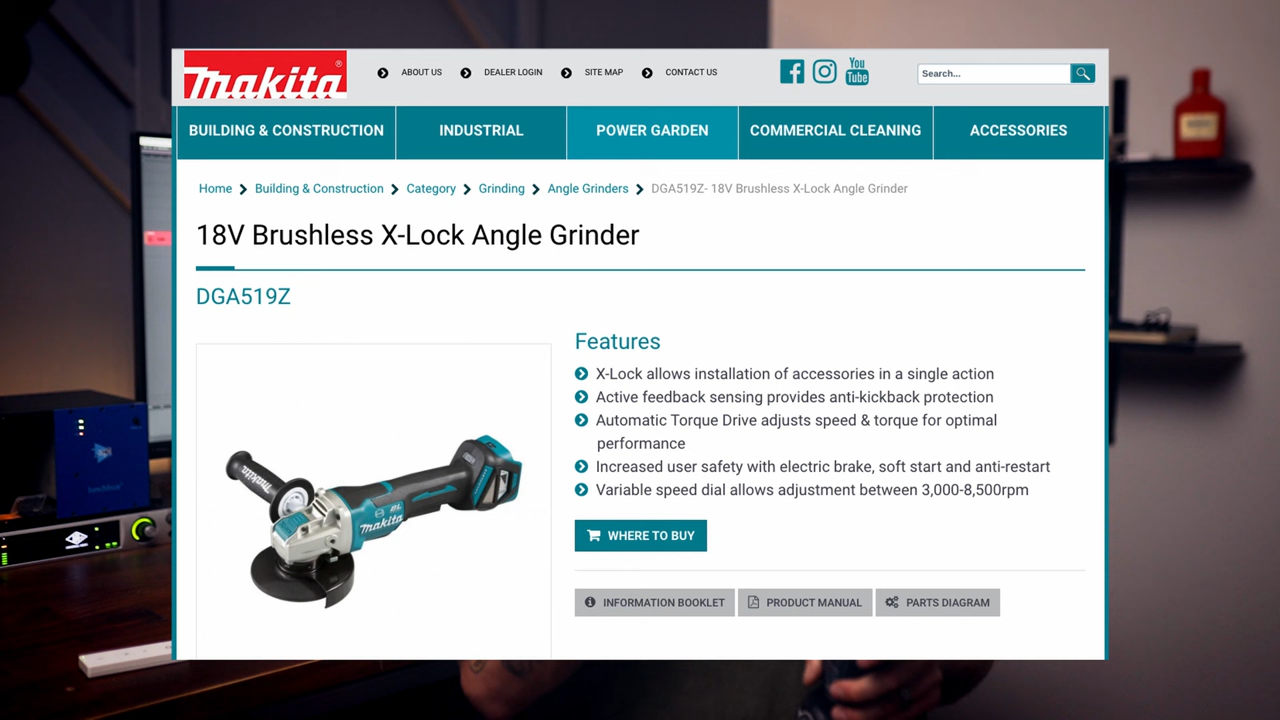 makita®
ABOUT US
DEALER LOGIN
SITE MAP
CONTACT US
You
Tube
Search...
BUILDING & CONSTRUCTION
INDUSTRIAL
POWER GARDEN
COMMERCIAL CLEANING
ACCESSORIES
Home
Building & Construction
Category
Grinding
Angle Grinders
DGA519Z- 18V Brushless X-Lock Angle Grinder
18V Brushless X-Lock Angle Grinder
DGA519Z
Features
X-Lock allows installation of accessories in a single action
Active feedback sensing provides anti-kickback protection
Automatic Torque Drive adjusts speed & torque for optimal
performance
Increased user safety with electric brake, soft start and anti-restart
Variable speed dial allows adjustment between 3,000-8,500rpm
makita
BL
makita
WHERE TO BUY
INFORMATION BOOKLET
PRODUCT MANUAL
PARTS DIAGRAM